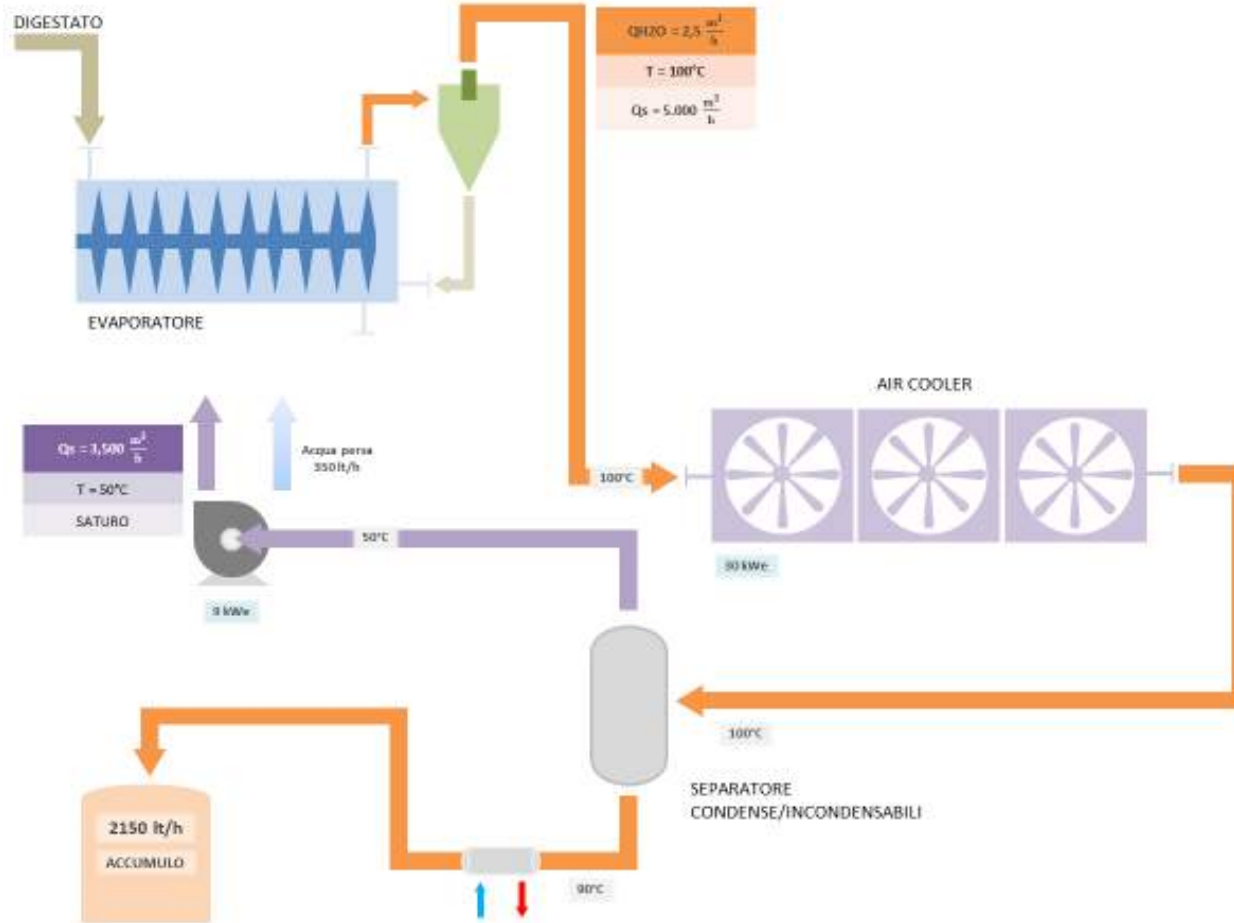 DIGESTATO
QH2O = 2,5 m³/h
T = 100°C
Qs = 5.000 m³/h
EVAPORATORE
AIR COOLER
Qs = 3,500 m³/h
T = 50°C
SATURO
Acqua persa
350 lt/h
100°C
50°C
30 kWe
9 kWe
100°C
SEPARATORE
CONDENSE/INCONDENSABILI
2150 lt/h
ACCUMULO
90°C